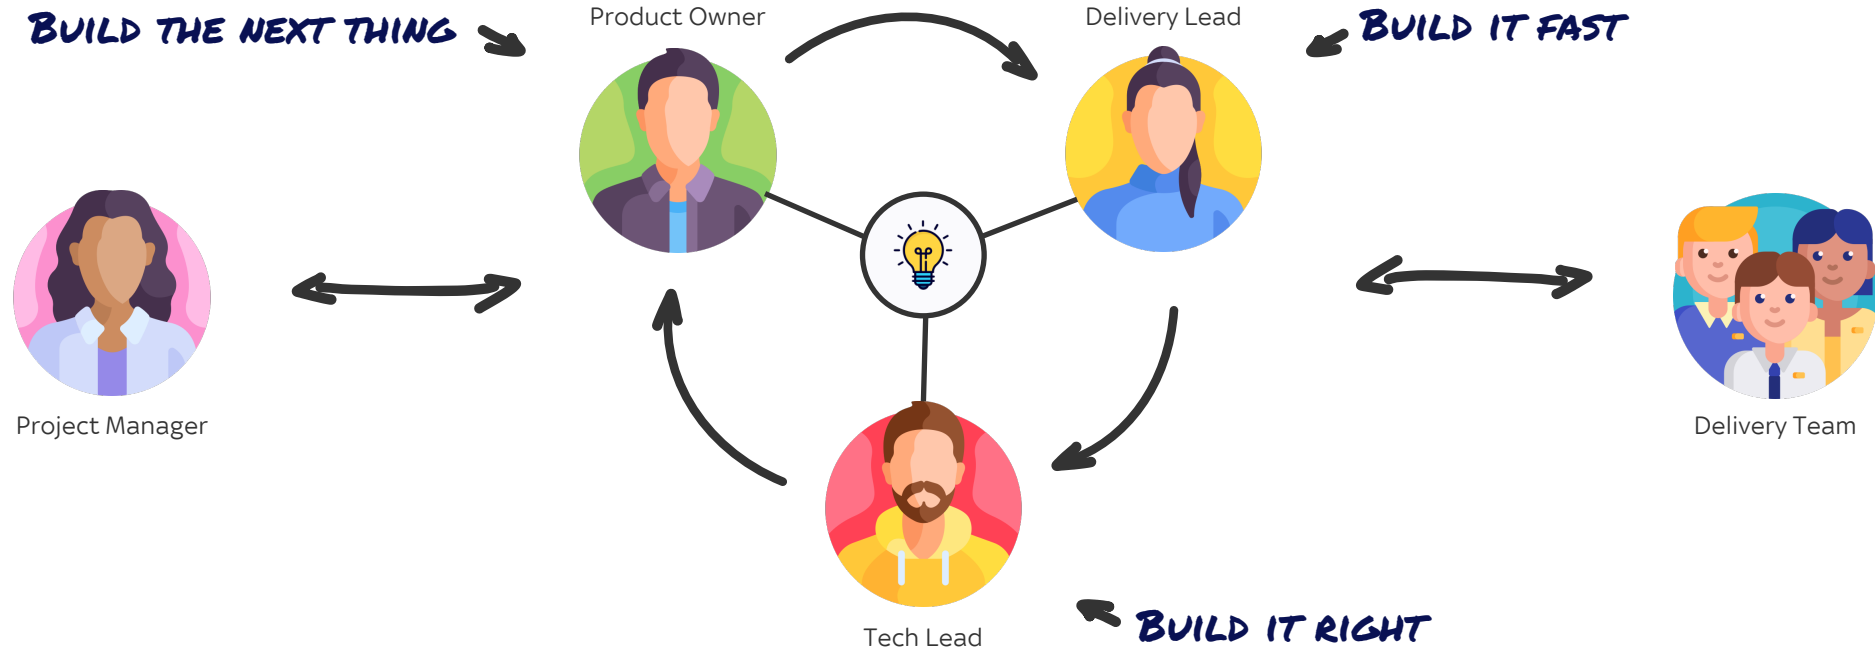 Build the next thing
Product Owner
Delivery Lead
Build it fast
Project Manager
Delivery Team
Tech Lead
Build it right